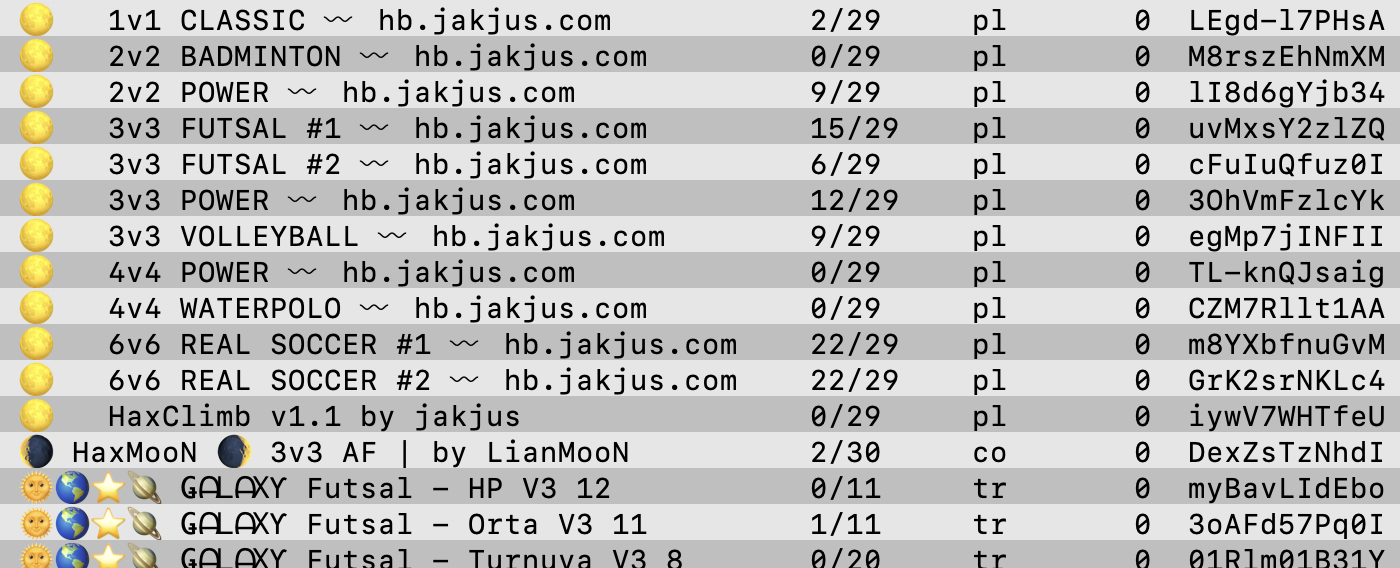 🌕 1v1 CLASSIC 〰 hb.jakjus.com 2/29 pl 0 LEgd-l7PHsA
🌕 2v2 BADMINTON 〰 hb.jakjus.com 0/29 pl 0 M8rszEhNmXM
🌕 2v2 POWER 〰 hb.jakjus.com 9/29 pl 0 lI8d6gYjb34
🌕 3v3 FUTSAL #1 〰 hb.jakjus.com 15/29 pl 0 uvMxsY2zlZQ
🌕 3v3 FUTSAL #2 〰 hb.jakjus.com 6/29 pl 0 cFuIuQfuz0I
🌕 3v3 POWER 〰 hb.jakjus.com 12/29 pl 0 3OhVmFzlcYk
🌕 3v3 VOLLEYBALL 〰 hb.jakjus.com 9/29 pl 0 egMp7jINFII
🌕 4v4 POWER 〰 hb.jakjus.com 0/29 pl 0 TL-knQJsaig
🌕 4v4 WATERPOLO 〰 hb.jakjus.com 0/29 pl 0 CZM7Rllt1AA
🌕 6v6 REAL SOCCER #1 〰 hb.jakjus.com 22/29 pl 0 m8YXbfnuGvM
🌕 6v6 REAL SOCCER #2 〰 hb.jakjus.com 22/29 pl 0 GrK2srNKLc4
🌕 HaxClimb v1.1 by jakjus 0/29 pl 0 iywV7WHTfeU
🌘 HaxMooN 🌒 3v3 AF | by LianMooN 2/30 co 0 DexZsTzNhdI
🌞🌎⭐🪐 ǤᗩᒪᗩXY Futsal - HP V3 12 0/11 tr 0 myBavLIdEbo
🌞🌎⭐🪐 ǤᗩᒪᗩXY Futsal - Orta V3 11 1/11 tr 0 3oAFd57Pq0I
🌞🌎⭐🪐 ǤᗩᒪᗩXY Futsal - Turnuva V3 8 0/20 tr 0 01Rlm01B31Y